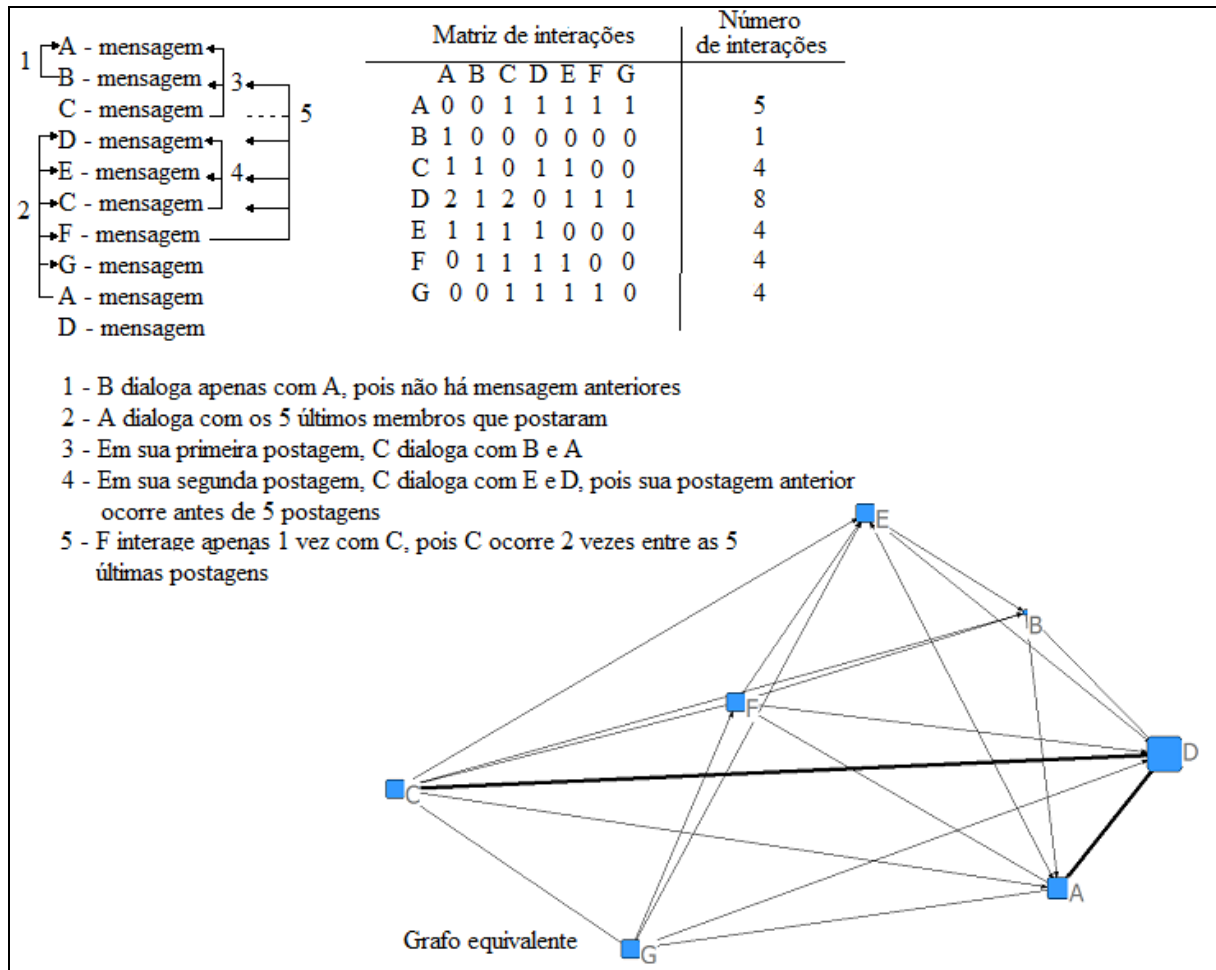 1
A - mensagem
B - mensagem
3
C - mensagem
5
D - mensagem
E - mensagem
4
2
C - mensagem
F - mensagem
G - mensagem
A - mensagem
D - mensagem
Matriz de interações
Número
de interações
A B C D E F G
A 0 0 1 1 1 1 1 5
B 1 0 0 0 0 0 0 1
C 1 1 0 1 1 0 0 4
D 2 1 2 0 1 1 1 8
E 1 1 1 1 0 0 0 4
F 0 1 1 1 1 0 0 4
G 0 0 1 1 1 1 0 4
1 - B dialoga apenas com A, pois não há mensagem anteriores
2 - A dialoga com os 5 últimos membros que postaram
3 - Em sua primeira postagem, C dialoga com B e A
4 - Em sua segunda postagem, C dialoga com E e D, pois sua postagem anterior
ocorre antes de 5 postagens
5 - F interage apenas 1 vez com C, pois C ocorre 2 vezes entre as 5
últimas postagens
E
B
F
D
C
A
G
Grafo equivalente